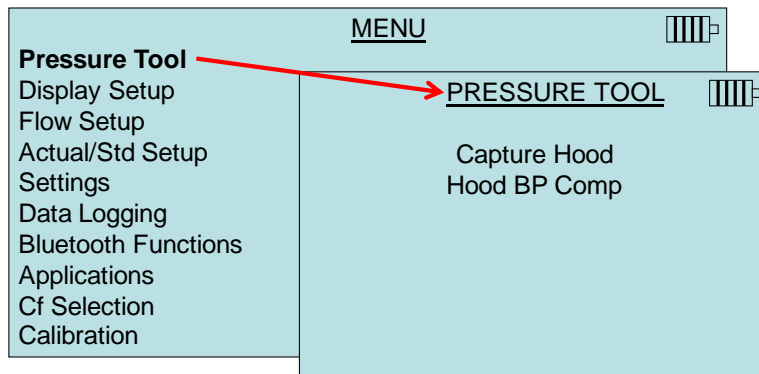 MENU
Pressure Tool
Display Setup
Flow Setup
Actual/Std Setup
Settings
Data Logging
Bluetooth Functions
Applications
Cf Selection
Calibration
PRESSURE TOOL
Capture Hood
Hood BP Comp